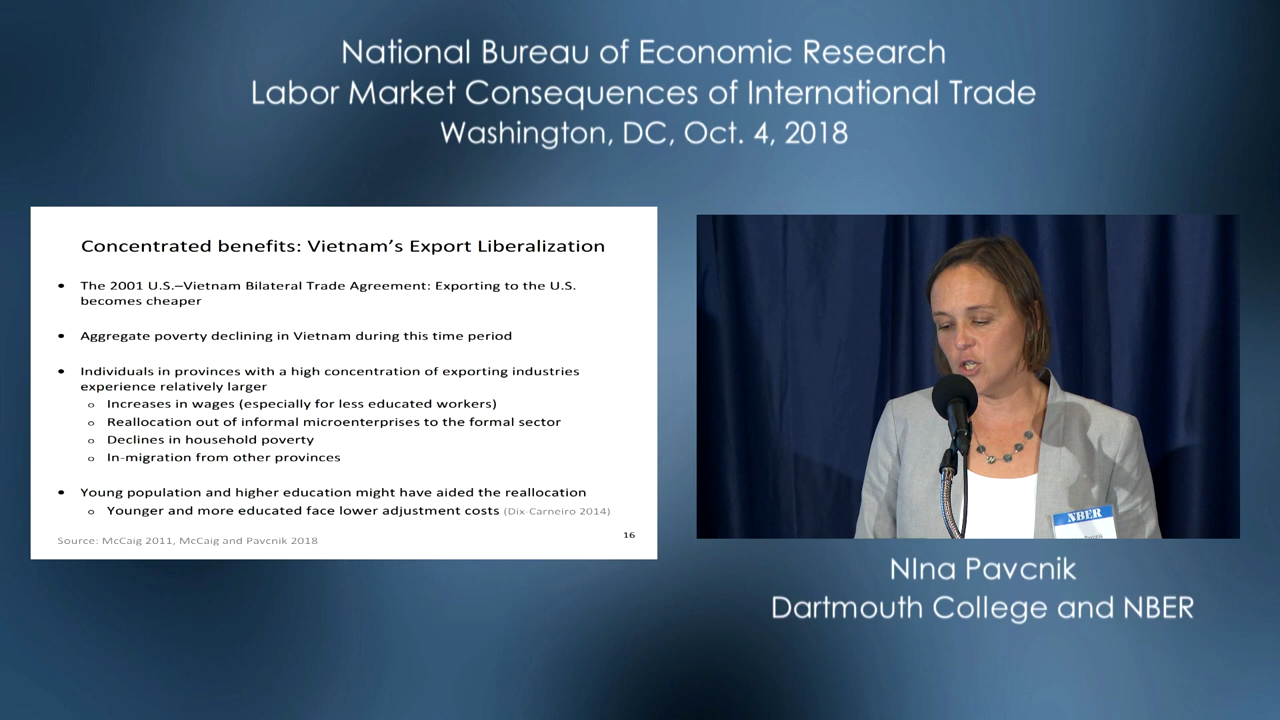 National Bureau of Economic Research
Labor Market Consequences of International Trade
Washington, DC, Oct. 4, 2018
Concentrated benefits: Vietnam's Export Liberalization
• The 2001 U.S.–Vietnam Bilateral Trade Agreement: Exporting to the U.S.
becomes cheaper
• Aggregate poverty declining in Vietnam during this time period
• Individuals in provinces with a high concentration of exporting industries
experience relatively larger
o Increases in wages (especially for less educated workers)
o Reallocation out of informal microenterprises to the formal sector
o Declines in household poverty
o In-migration from other provinces
• Young population and higher education might have aided the reallocation
o Younger and more educated face lower adjustment costs (Dix-Carneiro 2014)
Source: McCaig 2011, McCaig and Pavcnik 2018
16
NBER
NIna Pavcnik
Dartmouth College and NBER